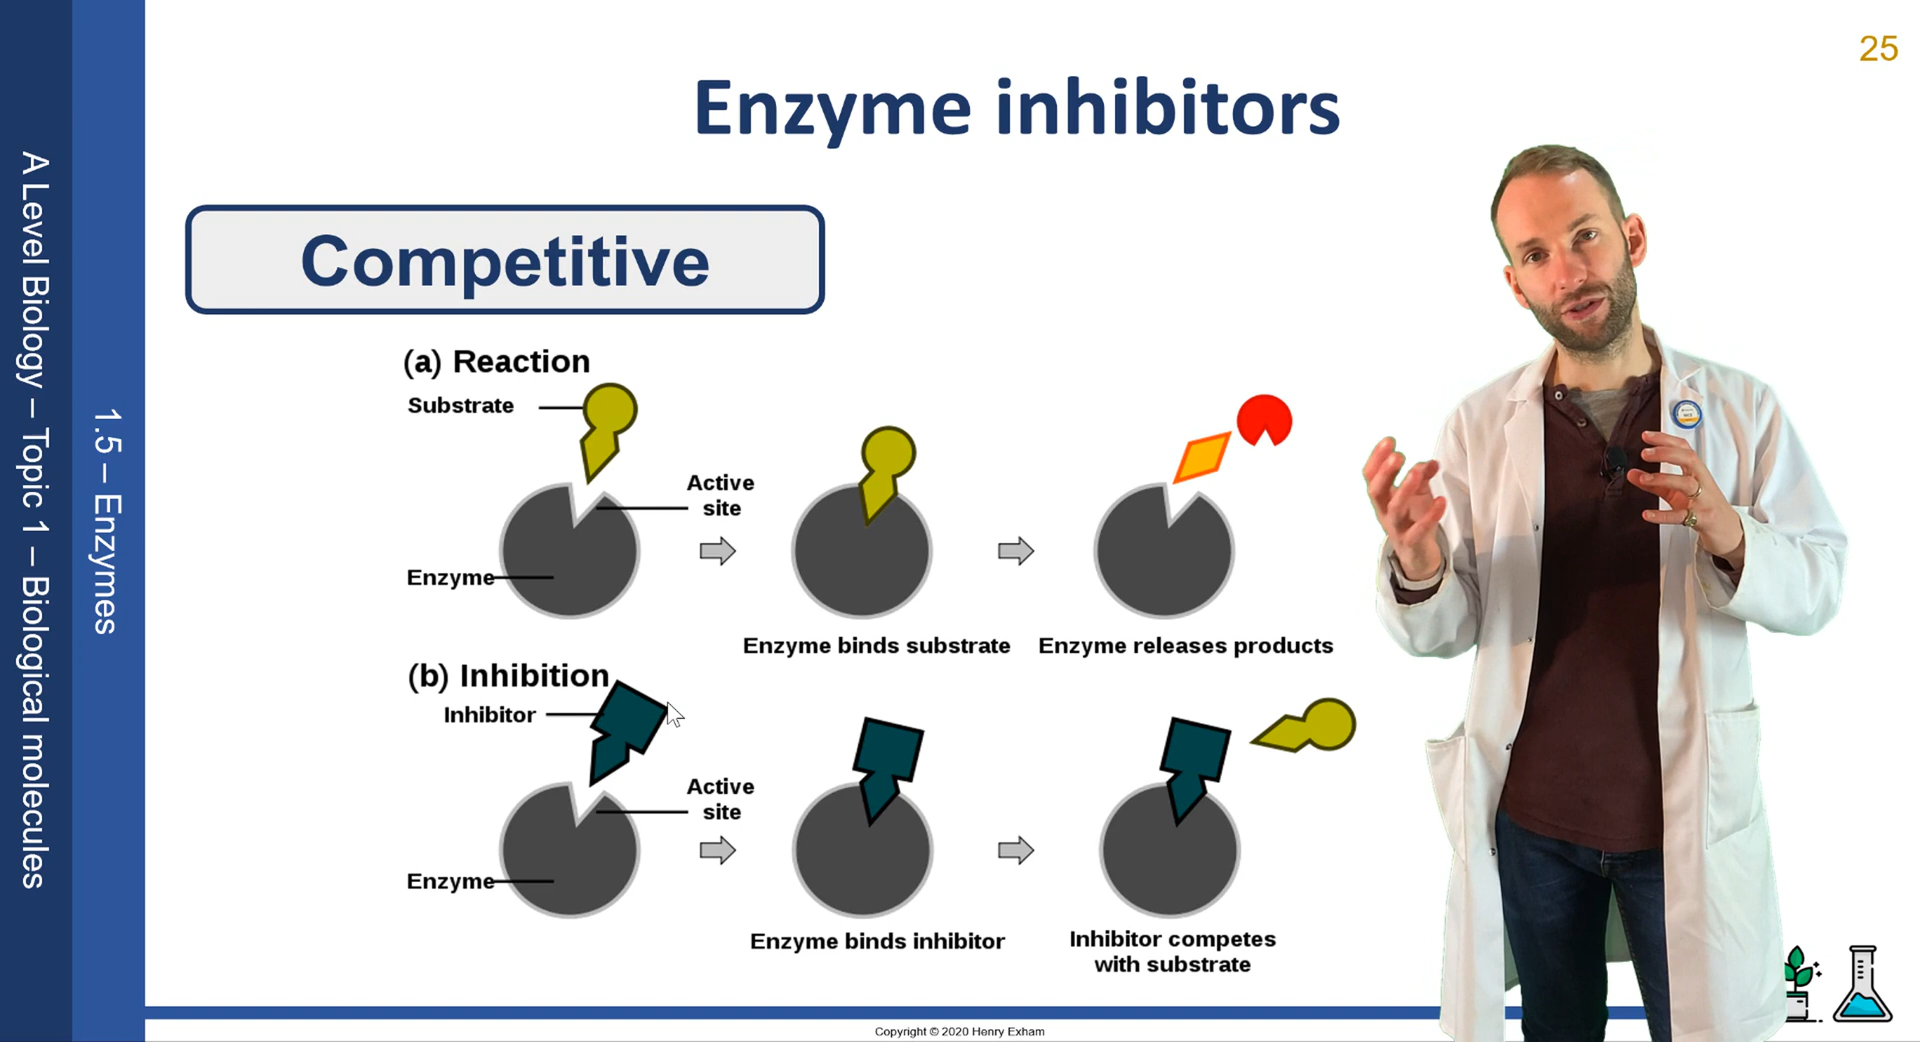 25
Enzyme inhibitors
A Level Biology – Topic 1 – Biological molecules
1.5 – Enzymes
Competitive
(a) Reaction
Substrate
Active
site
Enzyme
Enzyme binds substrate
Enzyme releases products
(b) Inhibition
Inhibitor
Active
site
Enzyme
Enzyme binds inhibitor
Inhibitor competes
with substrate
Copyright © 2020 Henry Exham